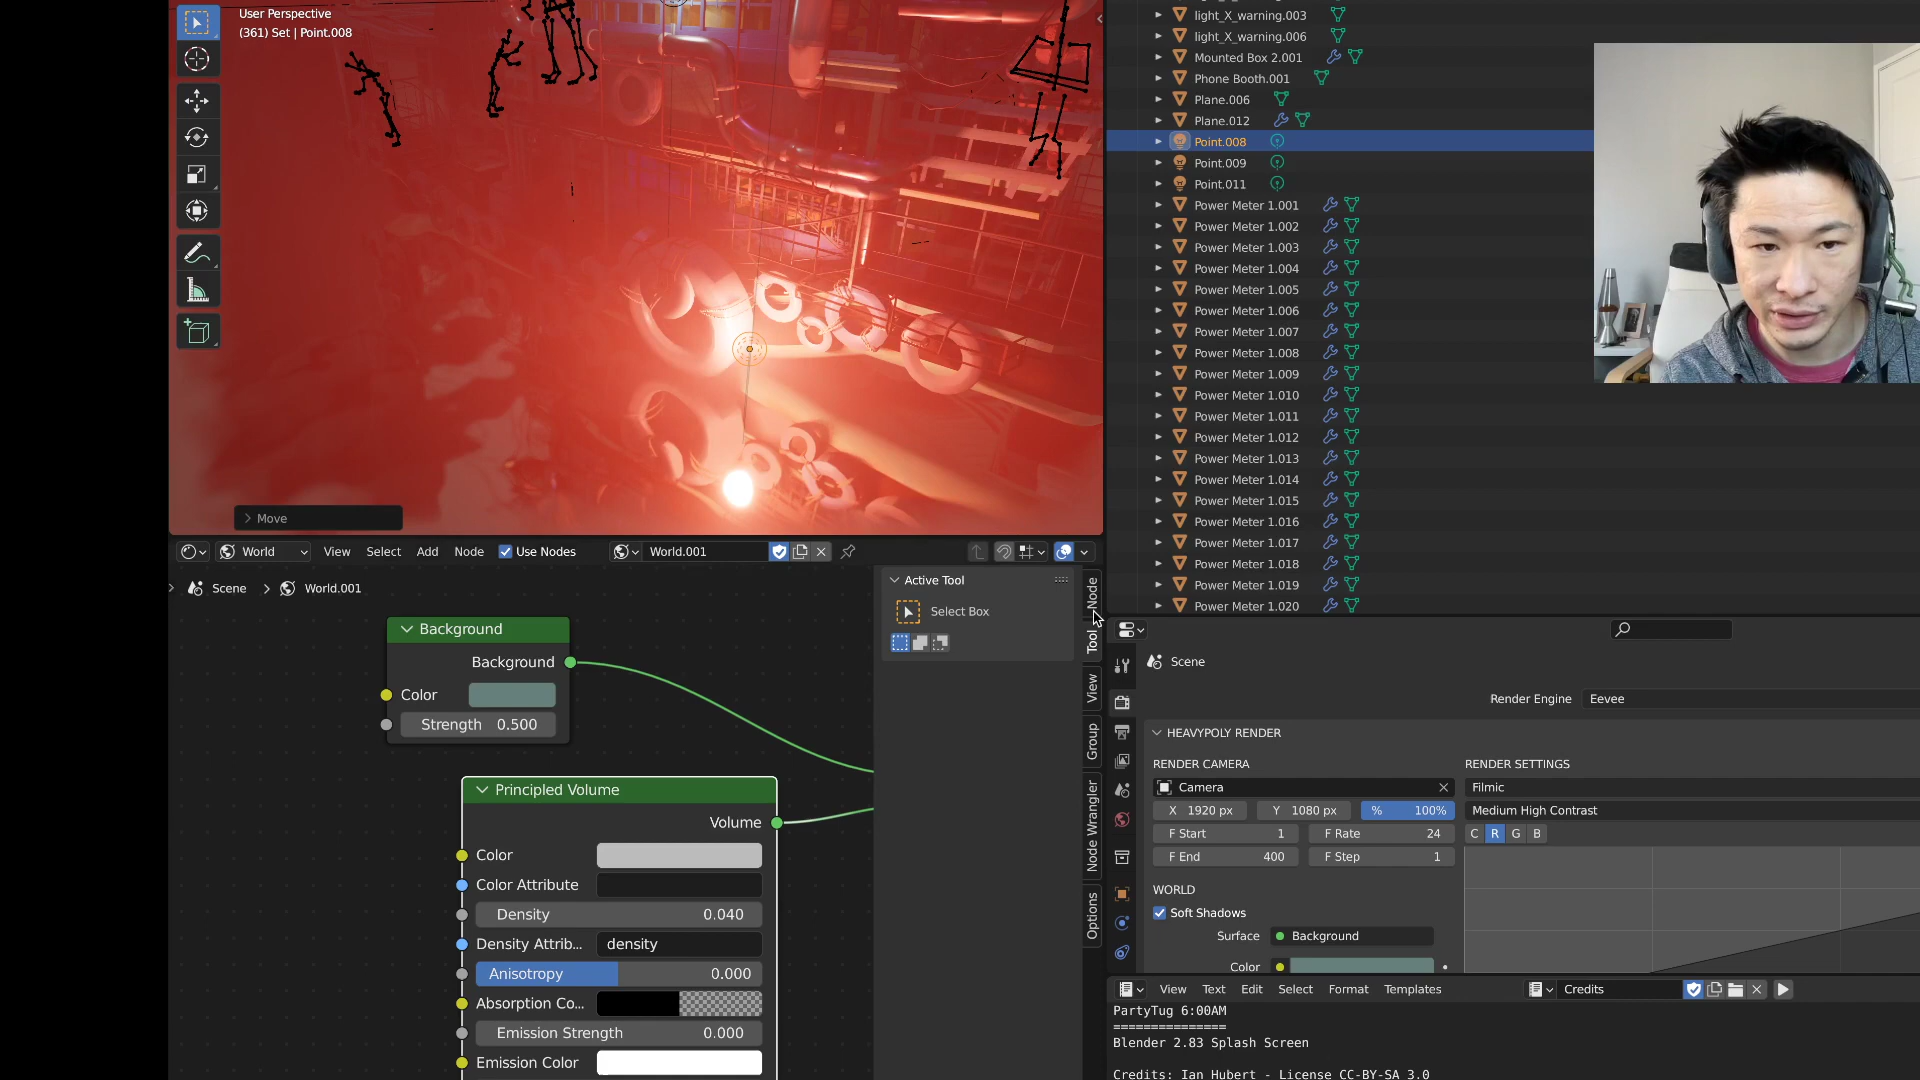 User Perspective
(361) Set | Point.008
Move
light_X_warning.003
light_X_warning.006
Mounted Box 2.001
Phone Booth.001
Plane.006
Plane.012
Point.008
Point.009
Point.011
Power Meter 1.001
Power Meter 1.002
Power Meter 1.003
Power Meter 1.004
Power Meter 1.005
Power Meter 1.006
Power Meter 1.007
Power Meter 1.008
Power Meter 1.009
Power Meter 1.010
Power Meter 1.011
Power Meter 1.012
Power Meter 1.013
Power Meter 1.014
Power Meter 1.015
Power Meter 1.016
Power Meter 1.017
Power Meter 1.018
Power Meter 1.019
Power Meter 1.020
World View Select Add Node Use Nodes World.001
Scene World.001
Background
Background
Color
Strength 0.500
Principled Volume
Volume
Color
Color Attribute
Density 0.040
Density Attrib... density
Anisotropy 0.000
Absorption Co...
Emission Strength 0.000
Emission Color
Active Tool
Select Box
Node
Tool
View
Group
Node Wrangler
Options
Scene
Render Engine Eevee
HEAVYPOLY RENDER
RENDER CAMERA RENDER SETTINGS
Camera Filmic
X 1920 px Y 1080 px % 100% Medium High Contrast
F Start 1 F Rate 24 C R G B
F End 400 F Step 1
WORLD
Soft Shadows
Surface Background
Color
View Text Edit Select Format Templates Credits
PartyTug 6:00AM
===============
Blender 2.83 Splash Screen
Credits: Ian Hubert - License CC-BY-SA 3.0